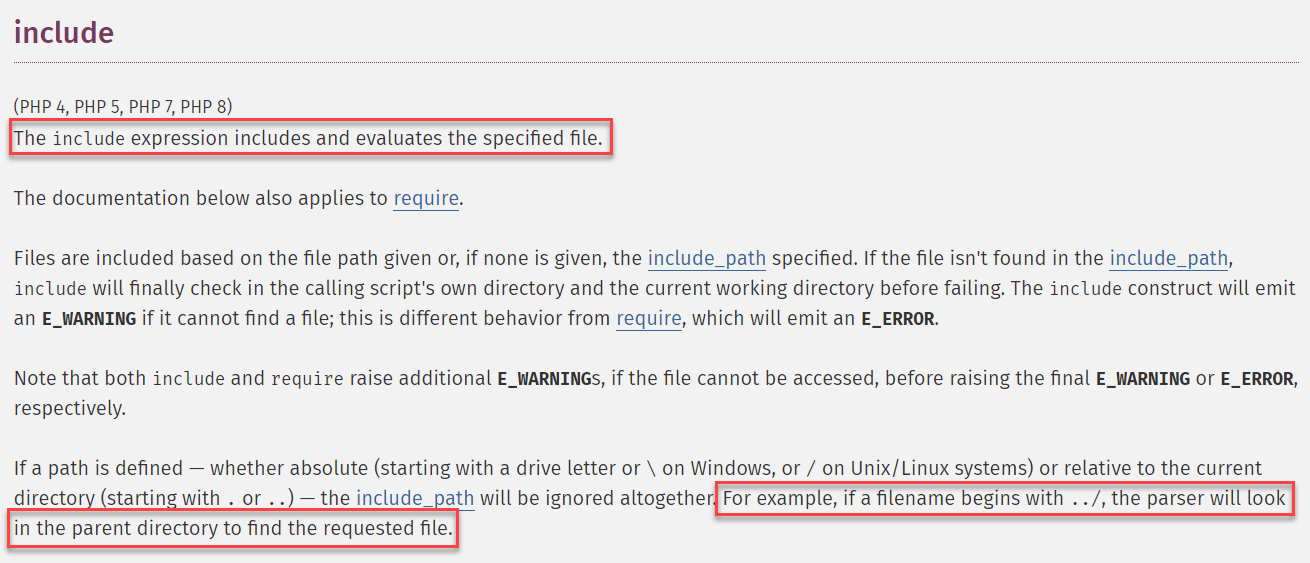 include
(PHP 4, PHP 5, PHP 7, PHP 8)
The include expression includes and evaluates the specified file.
The documentation below also applies to require.
Files are included based on the file path given or, if none is given, the include_path specified. If the file isn't found in the include_path,
include will finally check in the calling script's own directory and the current working directory before failing. The include construct will emit
an E_WARNING if it cannot find a file; this is different behavior from require, which will emit an E_ERROR.
Note that both include and require raise additional E_WARNINGs, if the file cannot be accessed, before raising the final E_WARNING or E_ERROR,
respectively.
If a path is defined — whether absolute (starting with a drive letter or \ on Windows, or / on Unix/Linux systems) or relative to the current
directory (starting with . or ..) — the include_path will be ignored altogether. For example, if a filename begins with ../, the parser will look
in the parent directory to find the requested file.